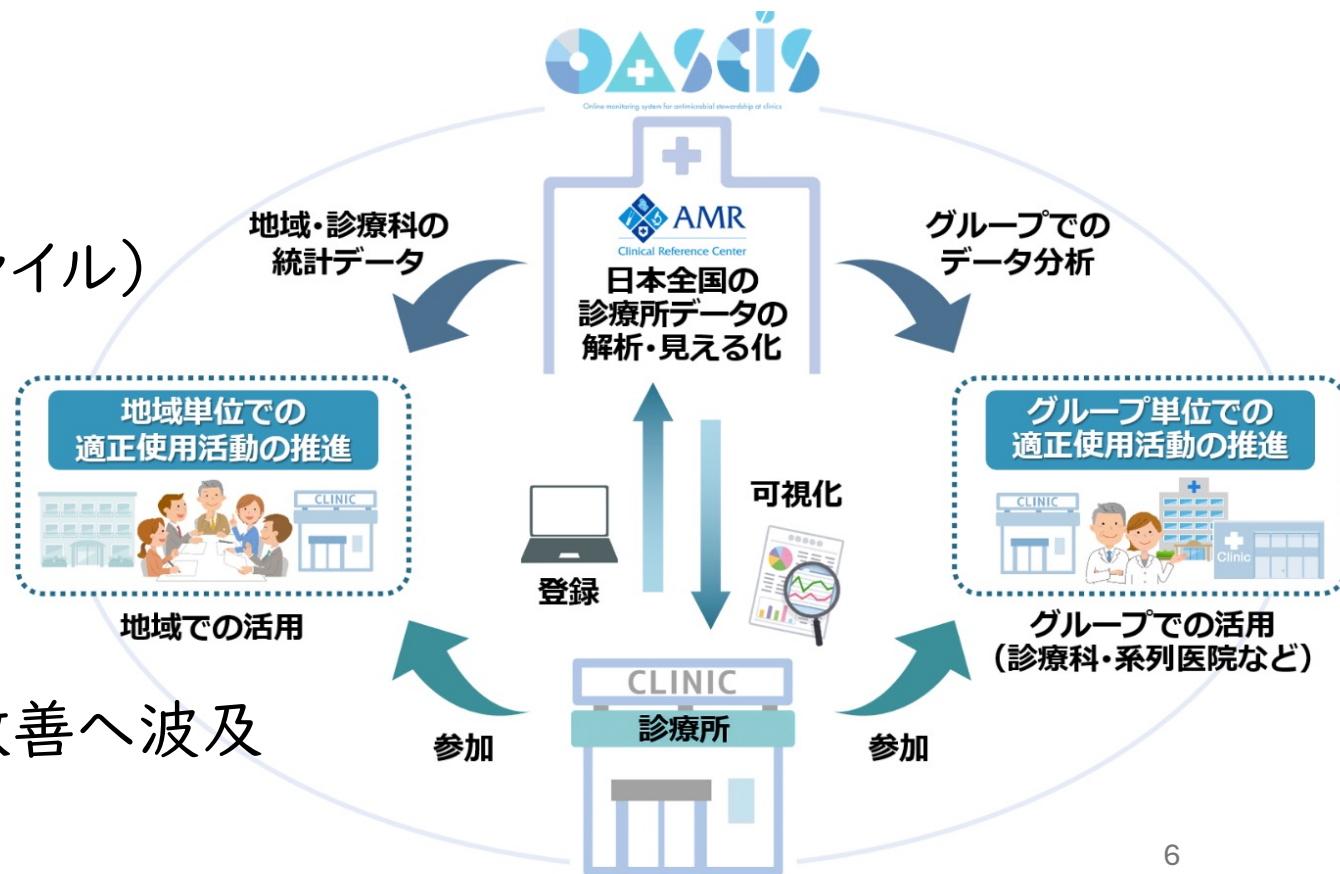 OASCIS
Online monitoring system for antimicrobial stewardship at clinics
AMR
Clinical Reference Center
日本全国の
診療所データの
解析・見える化
地域・診療科の
統計データ
グループでの
データ分析
イル）
地域単位での
適正使用活動の推進
CLINIC
地域での活用
グループ単位での
適正使用活動の推進
CLINIC
Clinic
グループでの活用
（診療科・系列医院など）
登録
可視化
善へ波及
参加
CLINIC
診療所
参加
6